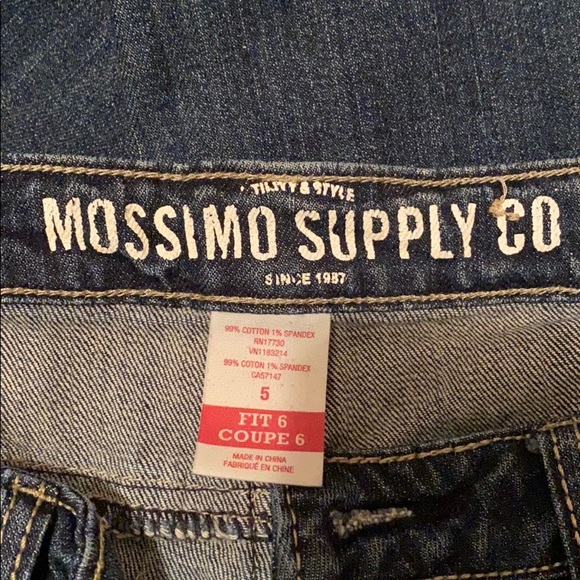 UTILITY & STYLE
MOSSIMO SUPPLY CO
SINCE 1987
99% COTTON 1% SPANDEX
RN17730
VN1183214
99% COTON 1% SPANDEX
CA57147
5
FIT 6
COUPE 6
MADE IN CHINA
FABRIQUÉ EN CHINE